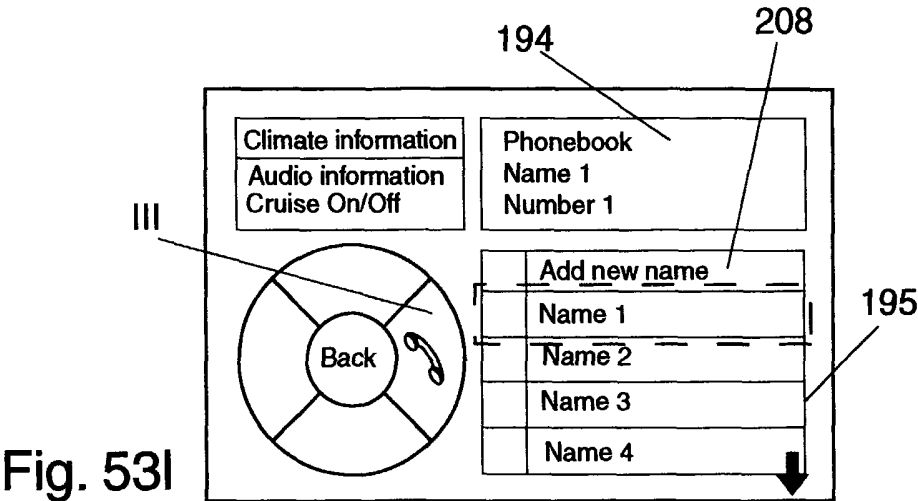 208
194
Climate information
Audio information
Cruise On/Off
Phonebook
Name 1
Number 1
III
Add new name
Name 1
195
Back
Name 2
Name 3
Name 4
Fig. 53I